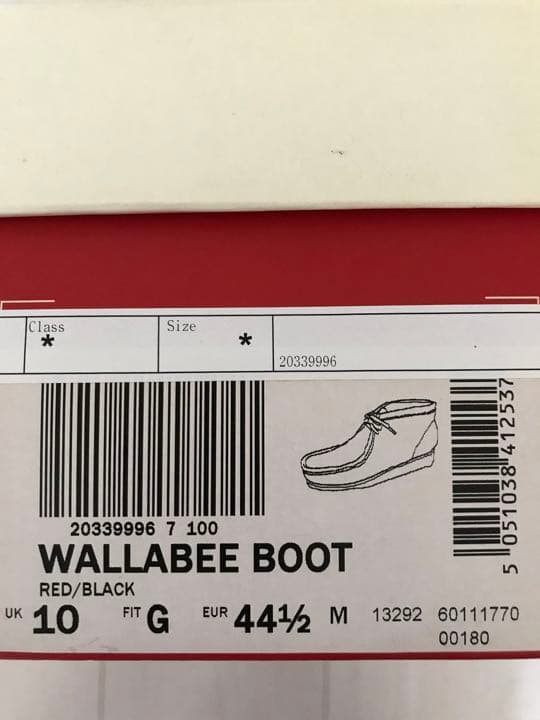 Class Size
* *
20339996
20339996 7 100
5 051038 412537
WALLABEE BOOT
RED/BLACK
UK 10 FIT G EUR 44½ M 13292 60111770
00180